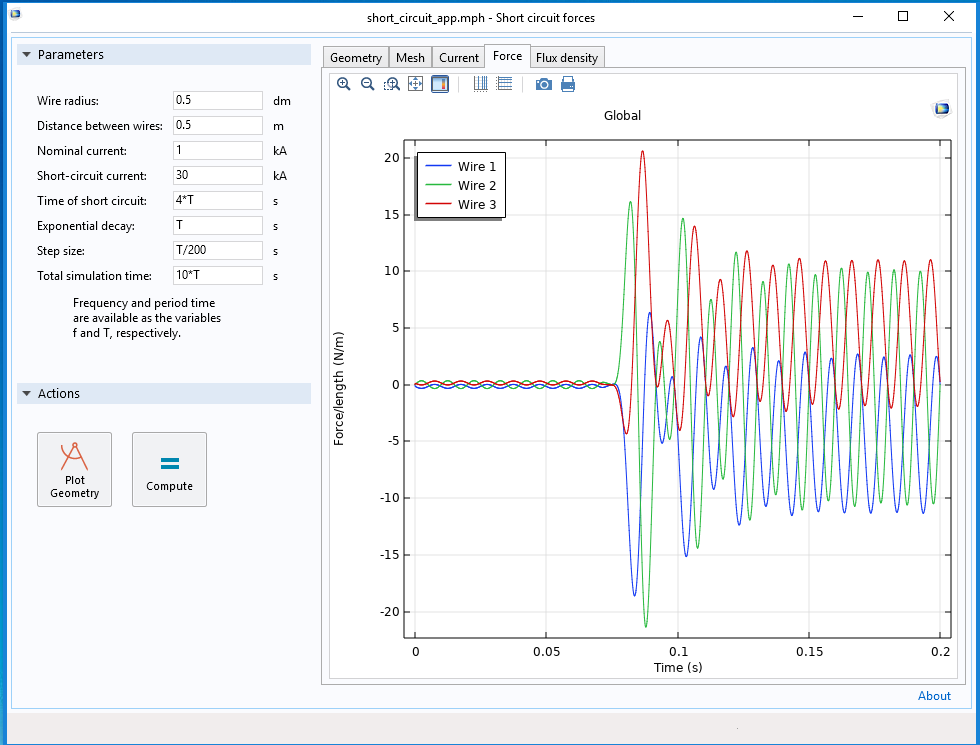 short_circuit_app.mph - Short circuit forces
Parameters
Wire radius: 0.5 dm
Distance between wires: 0.5 m
Nominal current: 1 kA
Short-circuit current: 30 kA
Time of short circuit: 4*T s
Exponential decay: T s
Step size: T/200 s
Total simulation time: 10*T s
Frequency and period time
are available as the variables
f and T, respectively.
Actions
Plot
Geometry
Compute
Geometry Mesh Current Force Flux density
Global
Wire 1
Wire 2
Wire 3
Force/length (N/m)
20
15
10
5
0
-5
-10
-15
-20
0 0.05 0.1 0.15 0.2
Time (s)
About